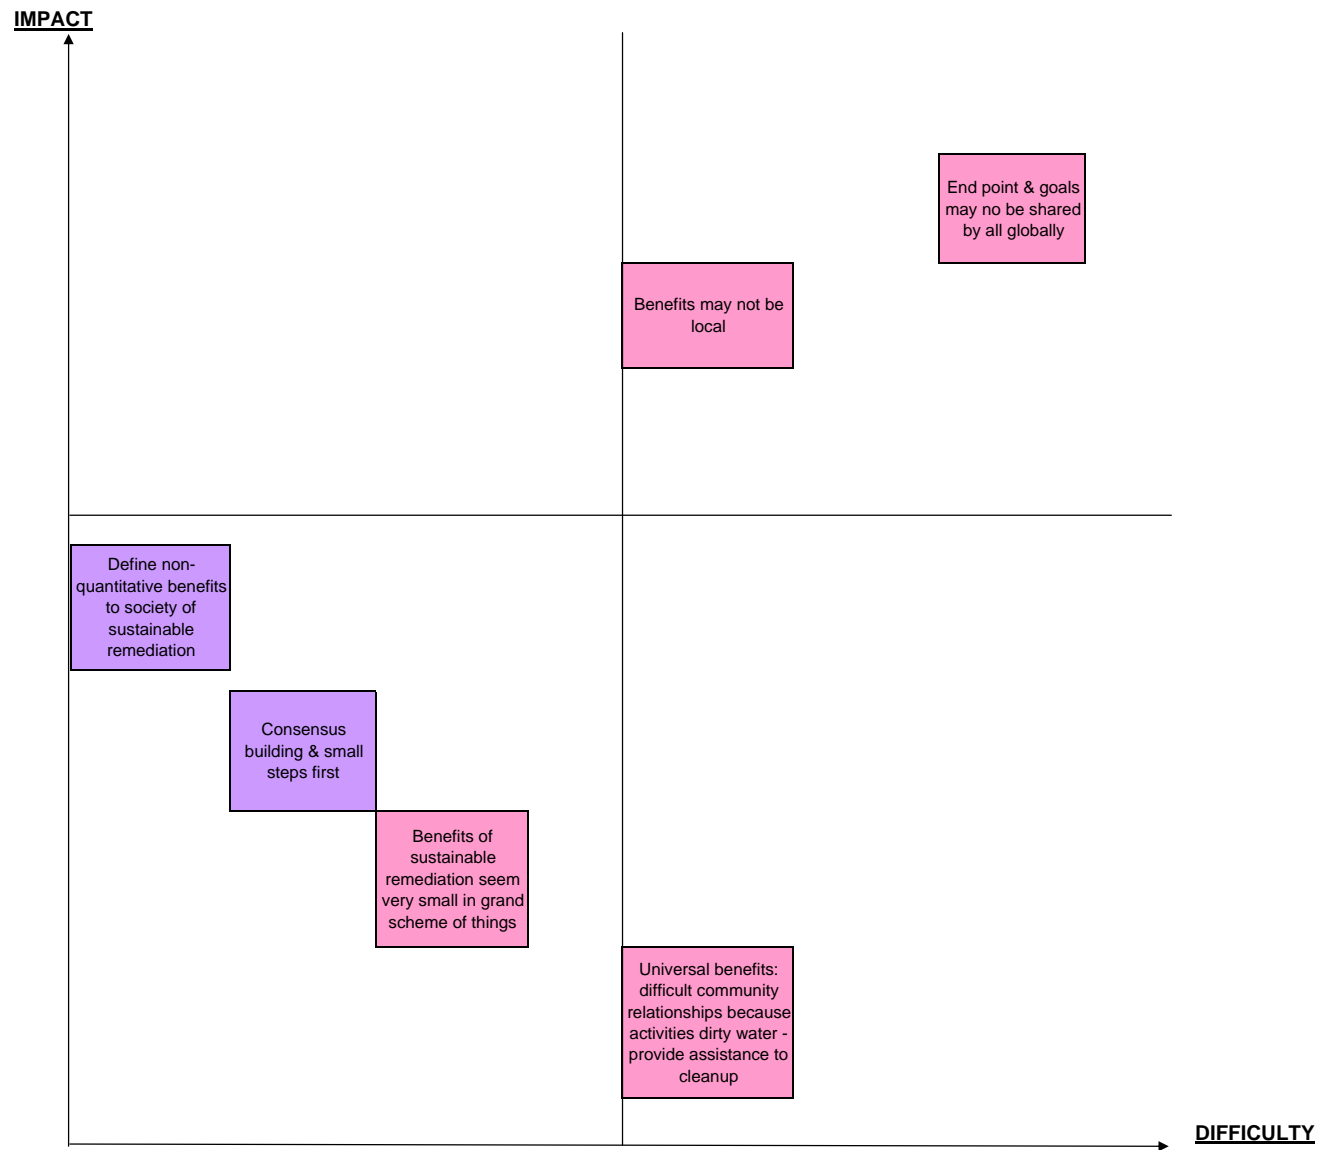 IMPACT
End point & goals
may no be shared
by all globally
Benefits may not be
local
Define non-
quantitative benefits
to society of
sustainable
remediation
Consensus
building & small
steps first
Benefits of
sustainable
remediation seem
very small in grand
scheme of things
Universal benefits:
difficult community
relationships because
activities dirty water -
provide assistance to
cleanup
DIFFICULTY